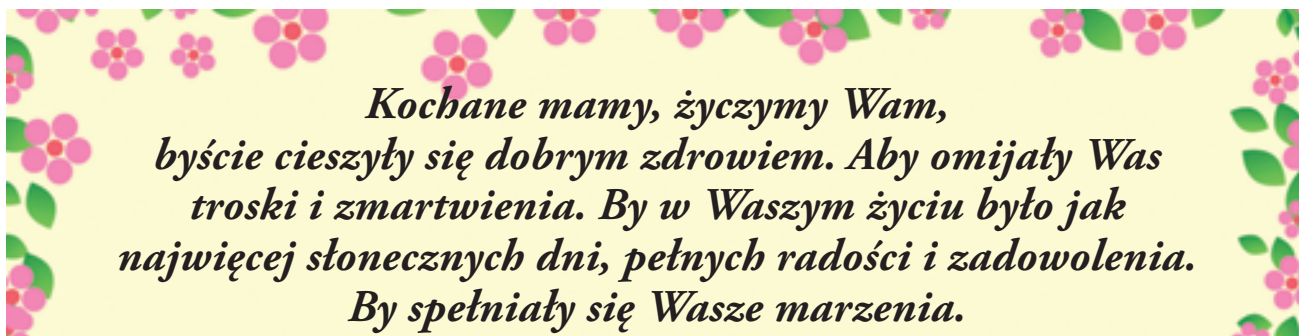 Kochane mamy, życzymy Wam,
byście cieszyły się dobrym zdrowiem. Aby omijały Was
troski i zmartwienia. By w Waszym życiu było jak
najwięcej słonecznych dni, pełnych radości i zadowolenia.
By spełniały się Wasze marzenia.